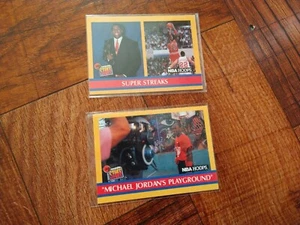 SUPER STREAKS
NBA HOOPS
NBA HOOPS
"MICHAEL JORDAN'S PLAYGROUND"